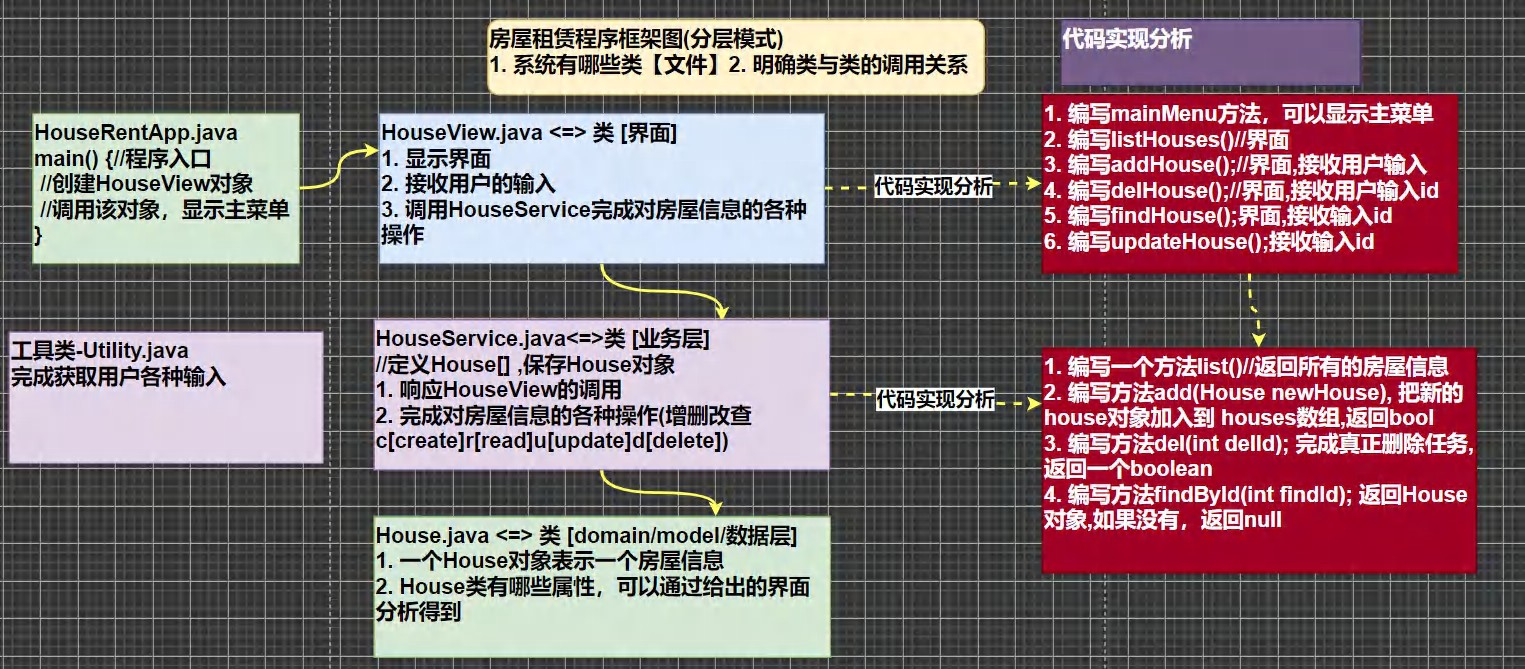 房屋租赁程序框架图(分层模式)
1. 系统有哪些类【文件】2. 明确类与类的调用关系
代码实现分析
HouseRentApp.java
main() {//程序入口
//创建HouseView对象
//调用该对象，显示主菜单
}
HouseView.java <=> 类 [界面]
1. 显示界面
2. 接收用户的输入
3. 调用HouseService完成对房屋信息的各种
操作
代码实现分析
1. 编写mainMenu方法，可以显示主菜单
2. 编写listHouses()//界面
3. 编写addHouse();//界面,接收用户输入
4. 编写delHouse();//界面,接收用户输入id
5. 编写findHouse();界面,接收输入id
6. 编写updateHouse();接收输入id
工具类-Utility.java
完成获取用户各种输入
HouseService.java<=>类 [业务层]
//定义House[] ,保存House对象
1. 响应HouseView的调用
2. 完成对房屋信息的各种操作(增删改查
c[create]r[read]u[update]d[delete])
代码实现分析
1. 编写一个方法list()//返回所有的房屋信息
2. 编写方法add(House newHouse), 把新的
house对象加入到 houses数组,返回bool
3. 编写方法del(int delId); 完成真正删除任务,
返回一个boolean
4. 编写方法findById(int findId); 返回House
对象,如果没有，返回null
House.java <=> 类 [domain/model/数据层]
1. 一个House对象表示一个房屋信息
2. House类有哪些属性，可以通过给出的界面
分析得到